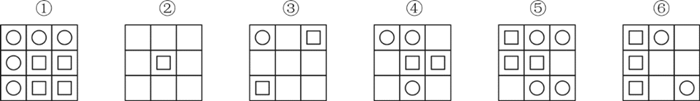 ① ② ③ ④ ⑤ ⑥